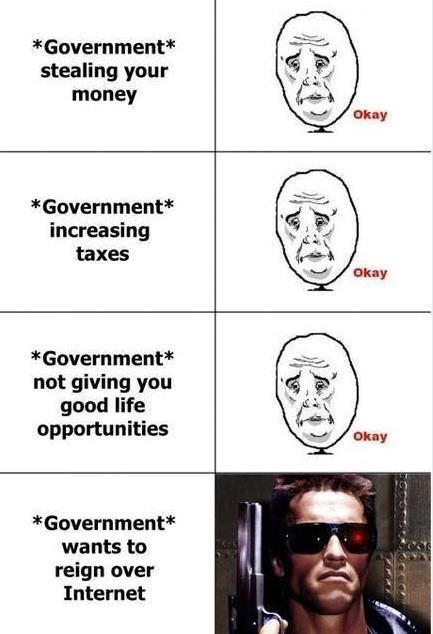 *Government*
stealing your
money
Okay
*Government*
increasing
taxes
Okay
*Government*
not giving you
good life
opportunities
Okay
*Government*
wants to
reign over
Internet